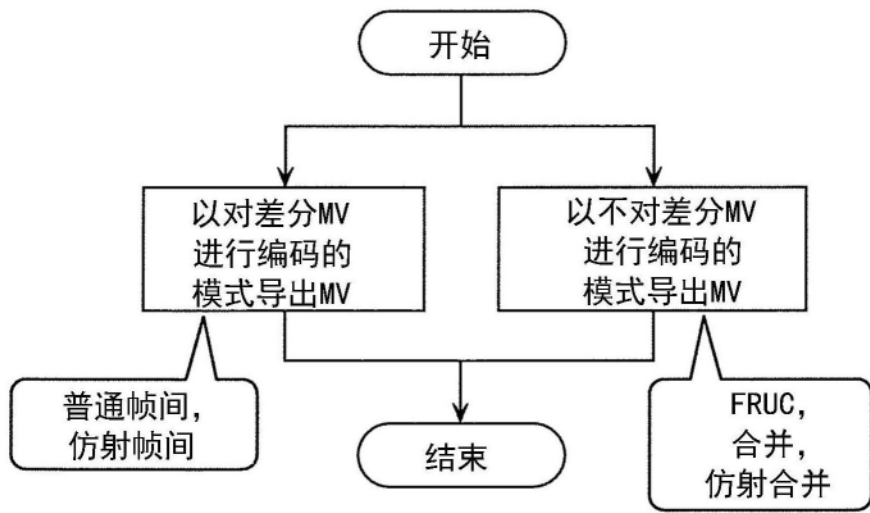 开始
以对差分MV
进行编码的
模式导出MV
以不对差分MV
进行编码的
模式导出MV
普通帧间,
仿射帧间
FRUC,
合并,
仿射合并
结束